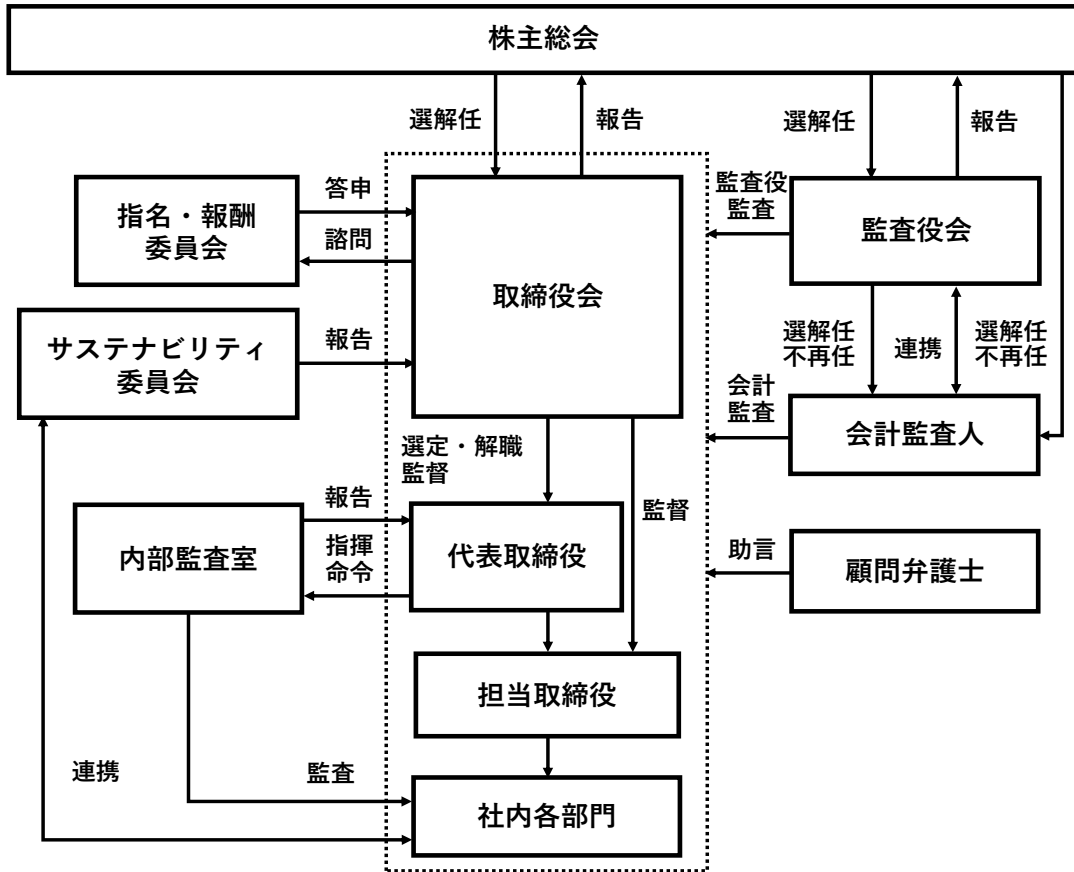 株主総会
選解任
報告
選解任
報告
指名・報酬
委員会
答申
諮問
取締役会
監査役
監査
監査役会
サステナビリティ
委員会
報告
選解任
不再任
連携
選解任
不再任
会計
監査
会計監査人
選定・解職
監督
監督
内部監査室
報告
指揮
命令
代表取締役
助言
顧問弁護士
担当取締役
連携
監査
社内各部門